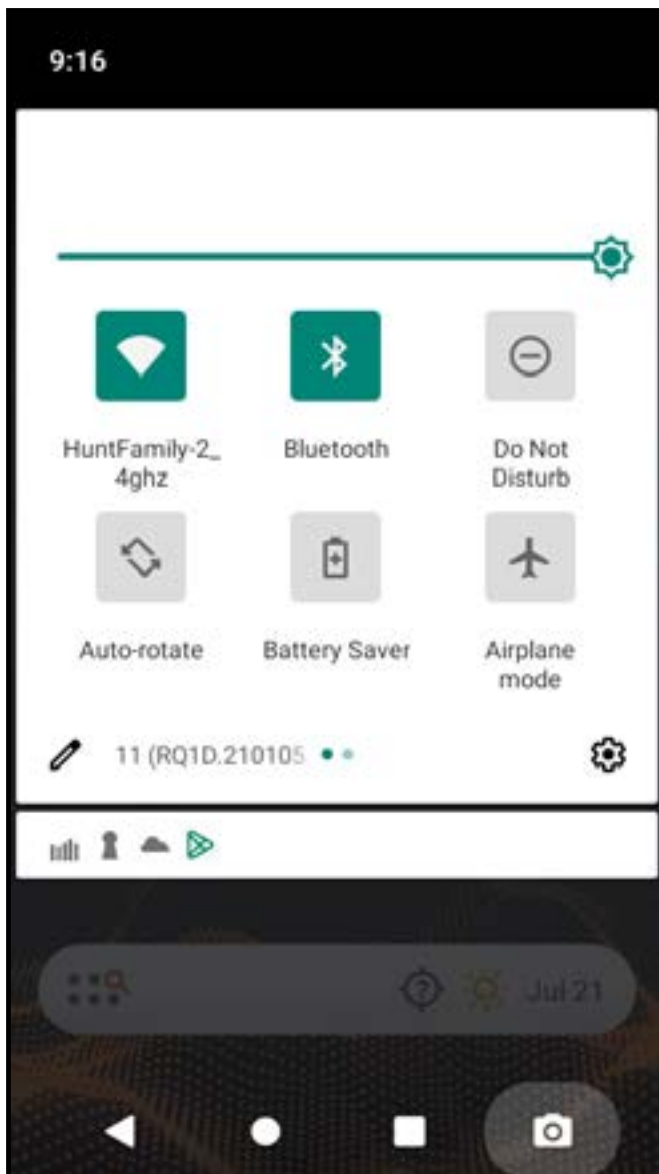 9:16
HuntFamily-2_
4ghz
Bluetooth
Do Not
Disturb
Auto-rotate
Battery Saver
Airplane
mode
11 (RQ1D.210105
Jul 21